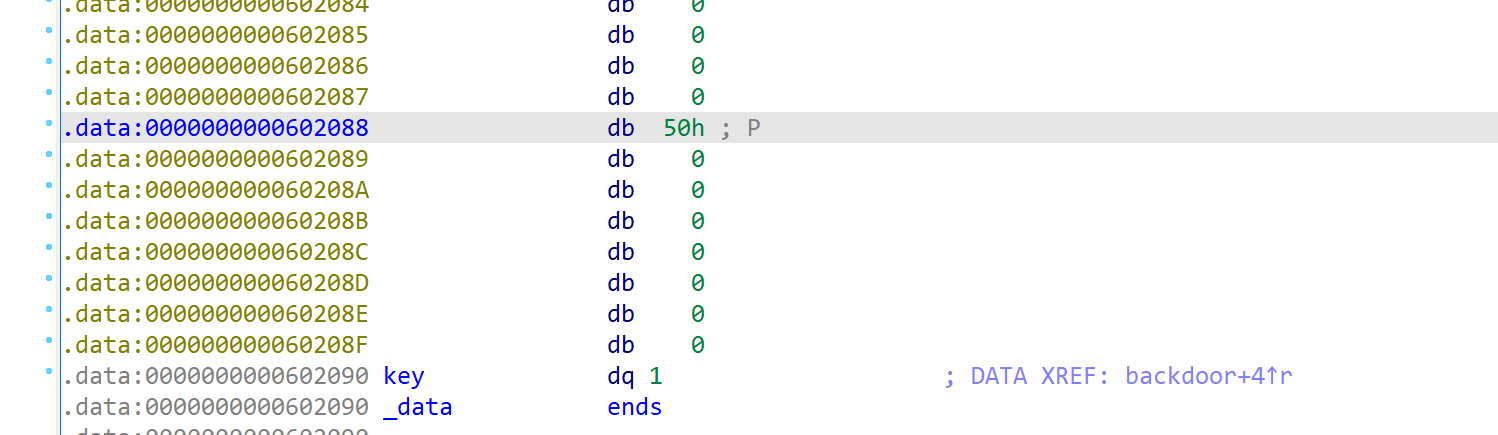 .data:0000000000602084 db 0
.data:0000000000602085 db 0
.data:0000000000602086 db 0
.data:0000000000602087 db 0
.data:0000000000602088 db 50h ; P
.data:0000000000602089 db 0
.data:000000000060208A db 0
.data:000000000060208B db 0
.data:000000000060208C db 0
.data:000000000060208D db 0
.data:000000000060208E db 0
.data:000000000060208F db 0
.data:0000000000602090 key dq 1 ; DATA XREF: backdoor+4↑r
.data:0000000000602090 _data ends